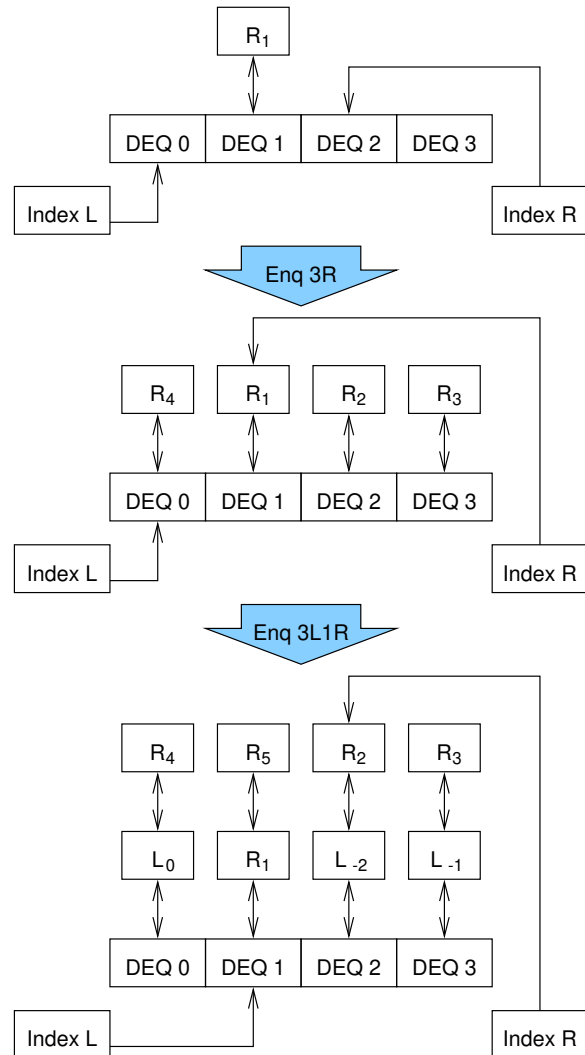 R1
DEQ 0 DEQ 1 DEQ 2 DEQ 3
Index L Index R
Enq 3R
R4 R1 R2 R3
DEQ 0 DEQ 1 DEQ 2 DEQ 3
Index L Index R
Enq 3L1R
R4 R5 R2 R3
L0 R1 L-2 L-1
DEQ 0 DEQ 1 DEQ 2 DEQ 3
Index L Index R